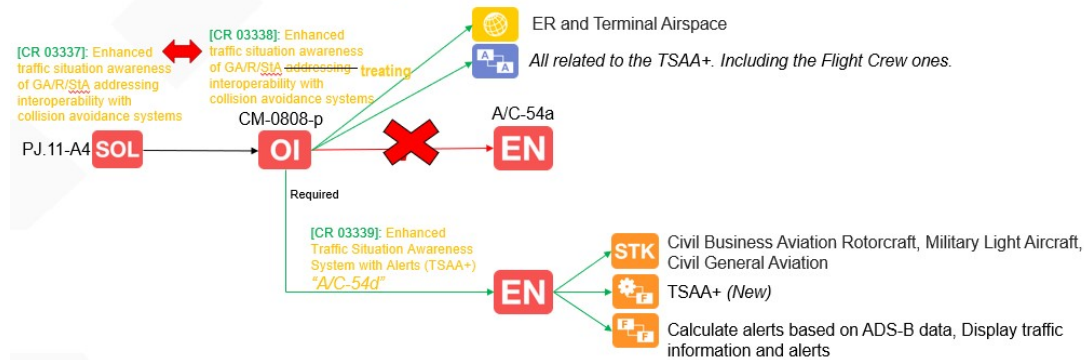 [CR 03337]: Enhanced
traffic situation awareness
of GA/R/StA addressing
interoperability with
collision avoidance systems
[CR 03338]: Enhanced
traffic situation awareness
of GA/R/StA addressing treating
interoperability with
collision avoidance systems
ER and Terminal Airspace
A
A
All related to the TSAA+. Including the Flight Crew ones.
PJ.11-A4
SOL
CM-0808-p
OI
A/C-54a
EN
Required
[CR 03339]: Enhanced
Traffic Situation Awareness
System with Alerts (TSAA+)
“A/C-54d”
EN
STK
Civil Business Aviation Rotorcraft, Military Light Aircraft,
Civil General Aviation
F
TSAA+ (New)
F
F
Calculate alerts based on ADS-B data, Display traffic
information and alerts